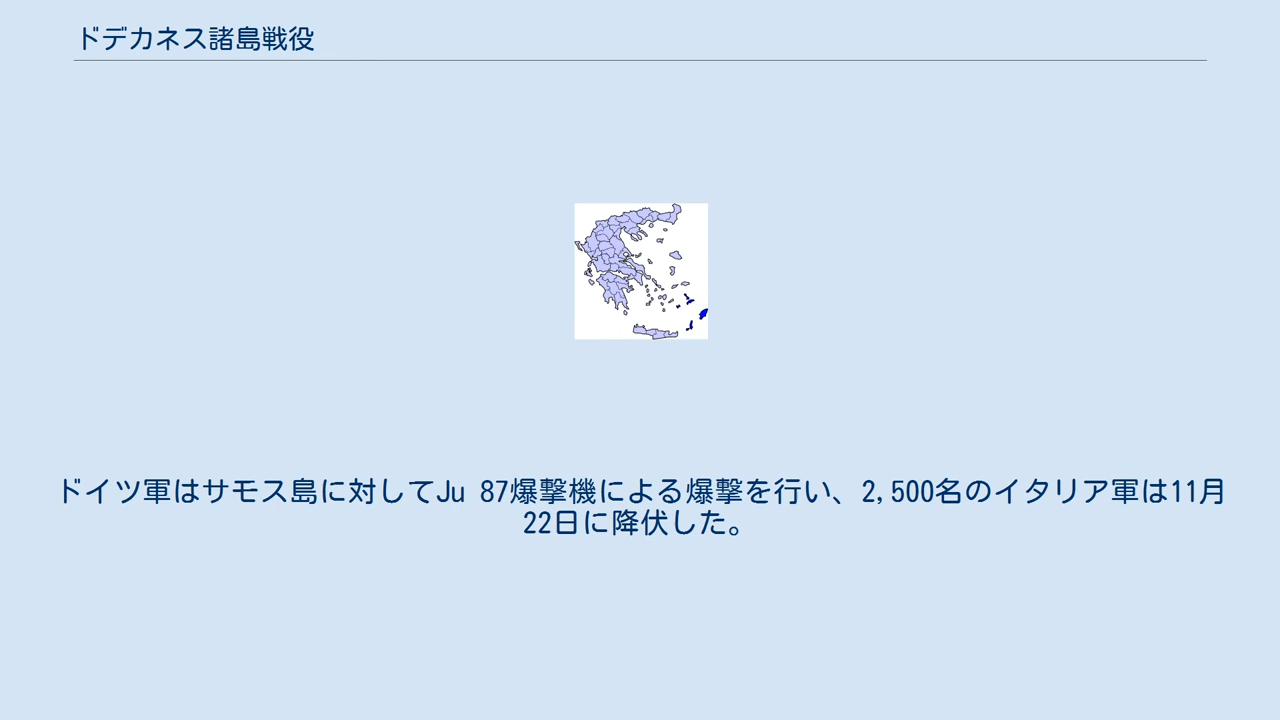 ドデカネス諸島戦役
ドイツ軍はサモス島に対してJu 87爆撃機による爆撃を行い、2,500名のイタリア軍は11月
22日に降伏した。